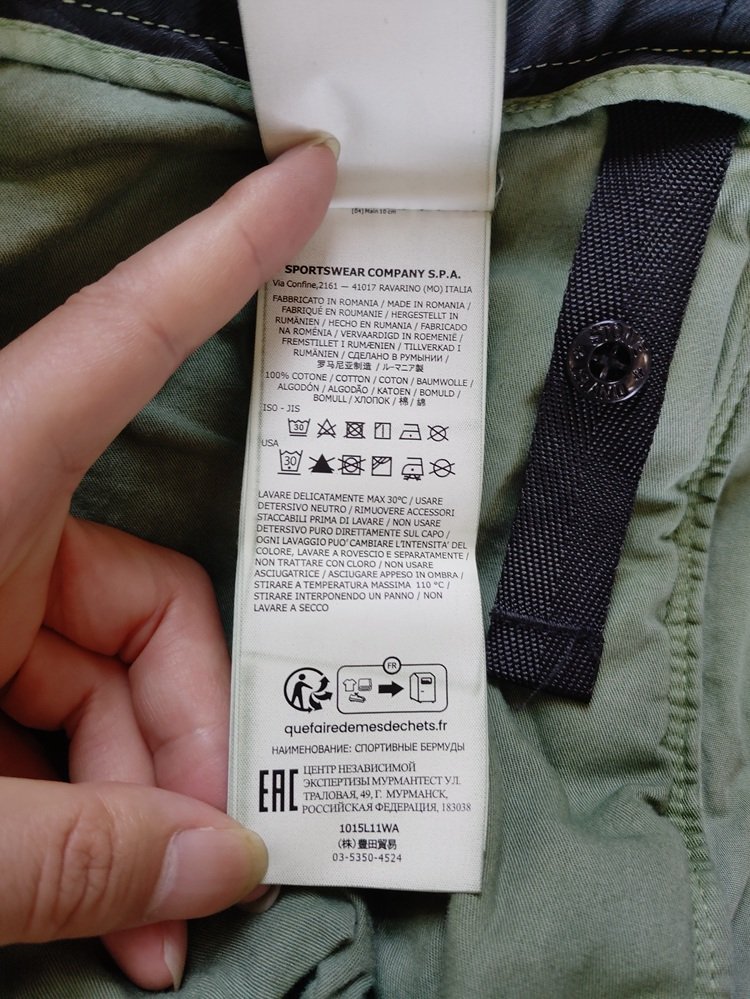 [D4] Main 10 cm
SPORTSWEAR COMPANY S.P.A.
Via Confine,2161 — 41017 RAVARINO (MO) ITALIA
FABBRICATO IN ROMANIA / MADE IN ROMANIA /
FABRIQUÉ EN ROUMANIE / HERGESTELLT IN
RUMÄNIEN / HECHO EN RUMANIA / FABRICADO
NA ROMÉNIA / VERVAARDIGD IN ROEMENIË /
FREMSTILLET I RUMÆNIEN / TILLVERKAD I
RUMÄNIEN / СДЕЛАНО В РУМЫНИИ /
罗马尼亚制造 / ルーマニア製
100% COTONE / COTTON / COTON / BAUMWOLLE /
ALGODÓN / ALGODÃO / KATOEN / BOMULD /
BOMULL / ХЛОПОК / 棉 / 綿
ISO - JIS
30
USA
30
LAVARE DELICATAMENTE MAX 30°C / USARE
DETERSIVO NEUTRO / RIMUOVERE ACCESSORI
STACCABILI PRIMA DI LAVARE / NON USARE
DETERSIVO PURO DIRETTAMENTE SUL CAPO /
OGNI LAVAGGIO PUO' CAMBIARE L'INTENSITA' DEL
COLORE, LAVARE A ROVESCIO E SEPARATAMENTE /
NON TRATTARE CON CLORO / NON USARE
ASCIUGATRICE / ASCIUGARE APPESO IN OMBRA /
STIRARE A TEMPERATURA MASSIMA 110 °C /
STIRARE INTERPONENDO UN PANNO / NON
LAVARE A SECCO
FR
quefairedemesdechets.fr
НАИМЕНОВАНИЕ: СПОРТИВНЫЕ БЕРМУДЫ
EAC
ЦЕНТР НЕЗАВИСИМОЙ
ЭКСПЕРТИЗЫ МУРМАНТЕСТ УЛ.
ТРАЛОВАЯ, 49, Г. МУРМАНСК,
РОССИЙСКАЯ ФЕДЕРАЦИЯ, 183038
1015L11WA
(株)豊田貿易
03-5350-4524